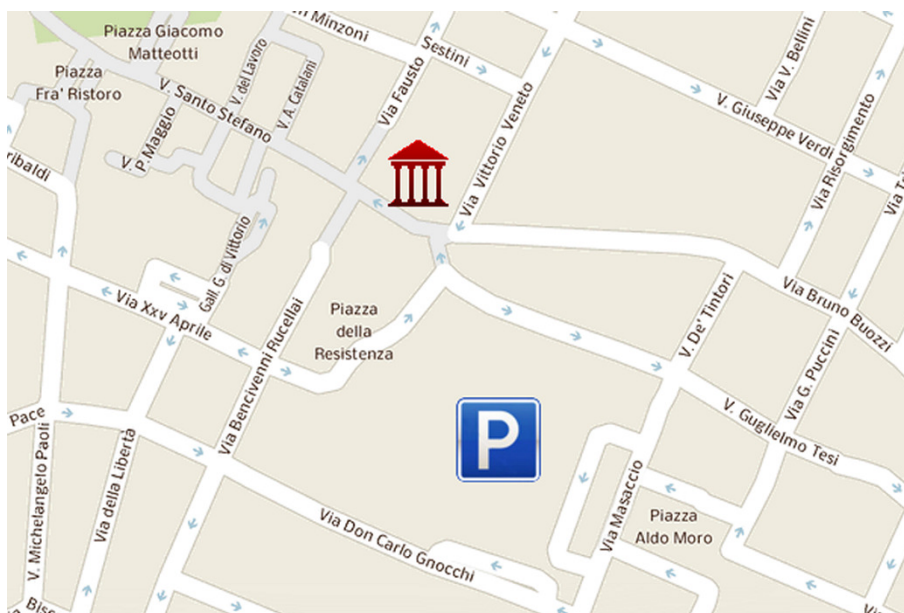 Piazza Giacomo
Matteotti
Minzoni
Sestini
Piazza
Fra' Ristoro
V. del Lavoro
V. A. Catalani
Via Fausto
V. Santo Stefano
V. P. Maggio
Via Vittorio Veneto
Via V. Bellini
V. Giuseppe Verdi
Via Risorgimento
Gall. G. di Vittorio
Via Xxv Aprile
Piazza
della
Resistenza
Via Bencivenni Rucellai
V. De' Tintori
Via Bruno Buozzi
Via G. Puccini
V. Guglielmo Tesi
P
Pace
V. Michelangelo Paoli
Via della Libertà
Via Don Carlo Gnocchi
Via Masaccio
Piazza
Aldo Moro